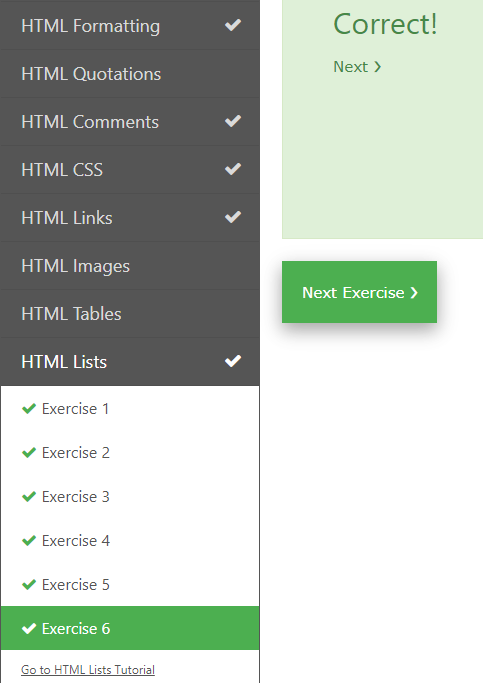 HTML Formatting
HTML Quotations
HTML Comments
HTML CSS
HTML Links
HTML Images
HTML Tables
HTML Lists
Exercise 1
Exercise 2
Exercise 3
Exercise 4
Exercise 5
Exercise 6
Go to HTML Lists Tutorial
Correct!
Next ❯
Next Exercise ❯